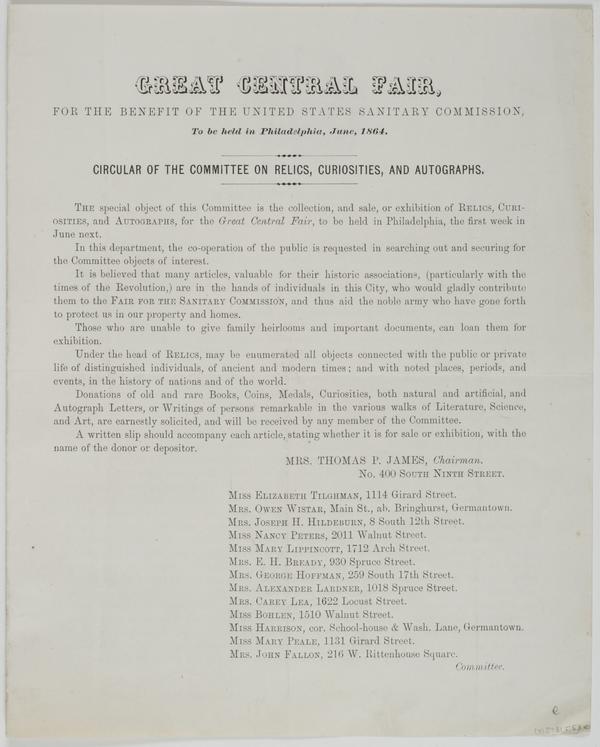 GREAT CENTRAL FAIR,
FOR THE BENEFIT OF THE UNITED STATES SANITARY COMMISSION,
To be held in Philadelphia, June, 1864.
CIRCULAR OF THE COMMITTEE ON RELICS, CURIOSITIES, AND AUTOGRAPHS.
THE special object of this Committee is the collection, and sale, or exhibition of RELICS, CURI-
OSITIES, and AUTOGRAPHS, for the Great Central Fair, to be held in Philadelphia, the first week in
June next.
In this department, the co-operation of the public is requested in searching out and securing for
the Committee objects of interest.
It is believed that many articles, valuable for their historic associations, (particularly with the
times of the Revolution,) are in the hands of individuals in this City, who would gladly contribute
them to the FAIR FOR THE SANITARY COMMISSION, and thus aid the noble army who have gone forth
to protect us in our property and homes.
Those who are unable to give family heirlooms and important documents, can loan them for
exhibition.
Under the head of RELICS, may be enumerated all objects connected with the public or private
life of distinguished individuals, of ancient and modern times; and with noted places, periods, and
events, in the history of nations and of the world.
Donations of old and rare Books, Coins, Medals, Curiosities, both natural and artificial, and
Autograph Letters, or Writings of persons remarkable in the various walks of Literature, Science,
and Art, are earnestly solicited, and will be received by any member of the Committee.
A written slip should accompany each article, stating whether it is for sale or exhibition, with the
name of the donor or depositor.
MRS. THOMAS P. JAMES, Chairman.
No. 400 SOUTH NINTH STREET.
MISS ELIZABETH TILGHMAN, 1114 Girard Street.
MRS. OWEN WISTAR, Main St., ab. Bringhurst, Germantown.
MRS. JOSEPH H. HILDEBURN, 8 South 12th Street.
MISS NANCY PETERS, 2011 Walnut Street.
MISS MARY LIPPINCOTT, 1712 Arch Street.
MRS. E. H. BREADY, 930 Spruce Street.
MRS. GEORGE HOFFMAN, 259 South 17th Street.
MRS. ALEXANDER LARDNER, 1018 Spruce Street.
MRS. CAREY LEA, 1622 Locust Street.
MISS BOHLEN, 1510 Walnut Street.
MISS HARRISON, cor. School-house & Wash. Lane, Germantown.
MISS MARY PEALE, 1131 Girard Street.
MRS. JOHN FALLON, 216 W. Rittenhouse Square.
Committee.